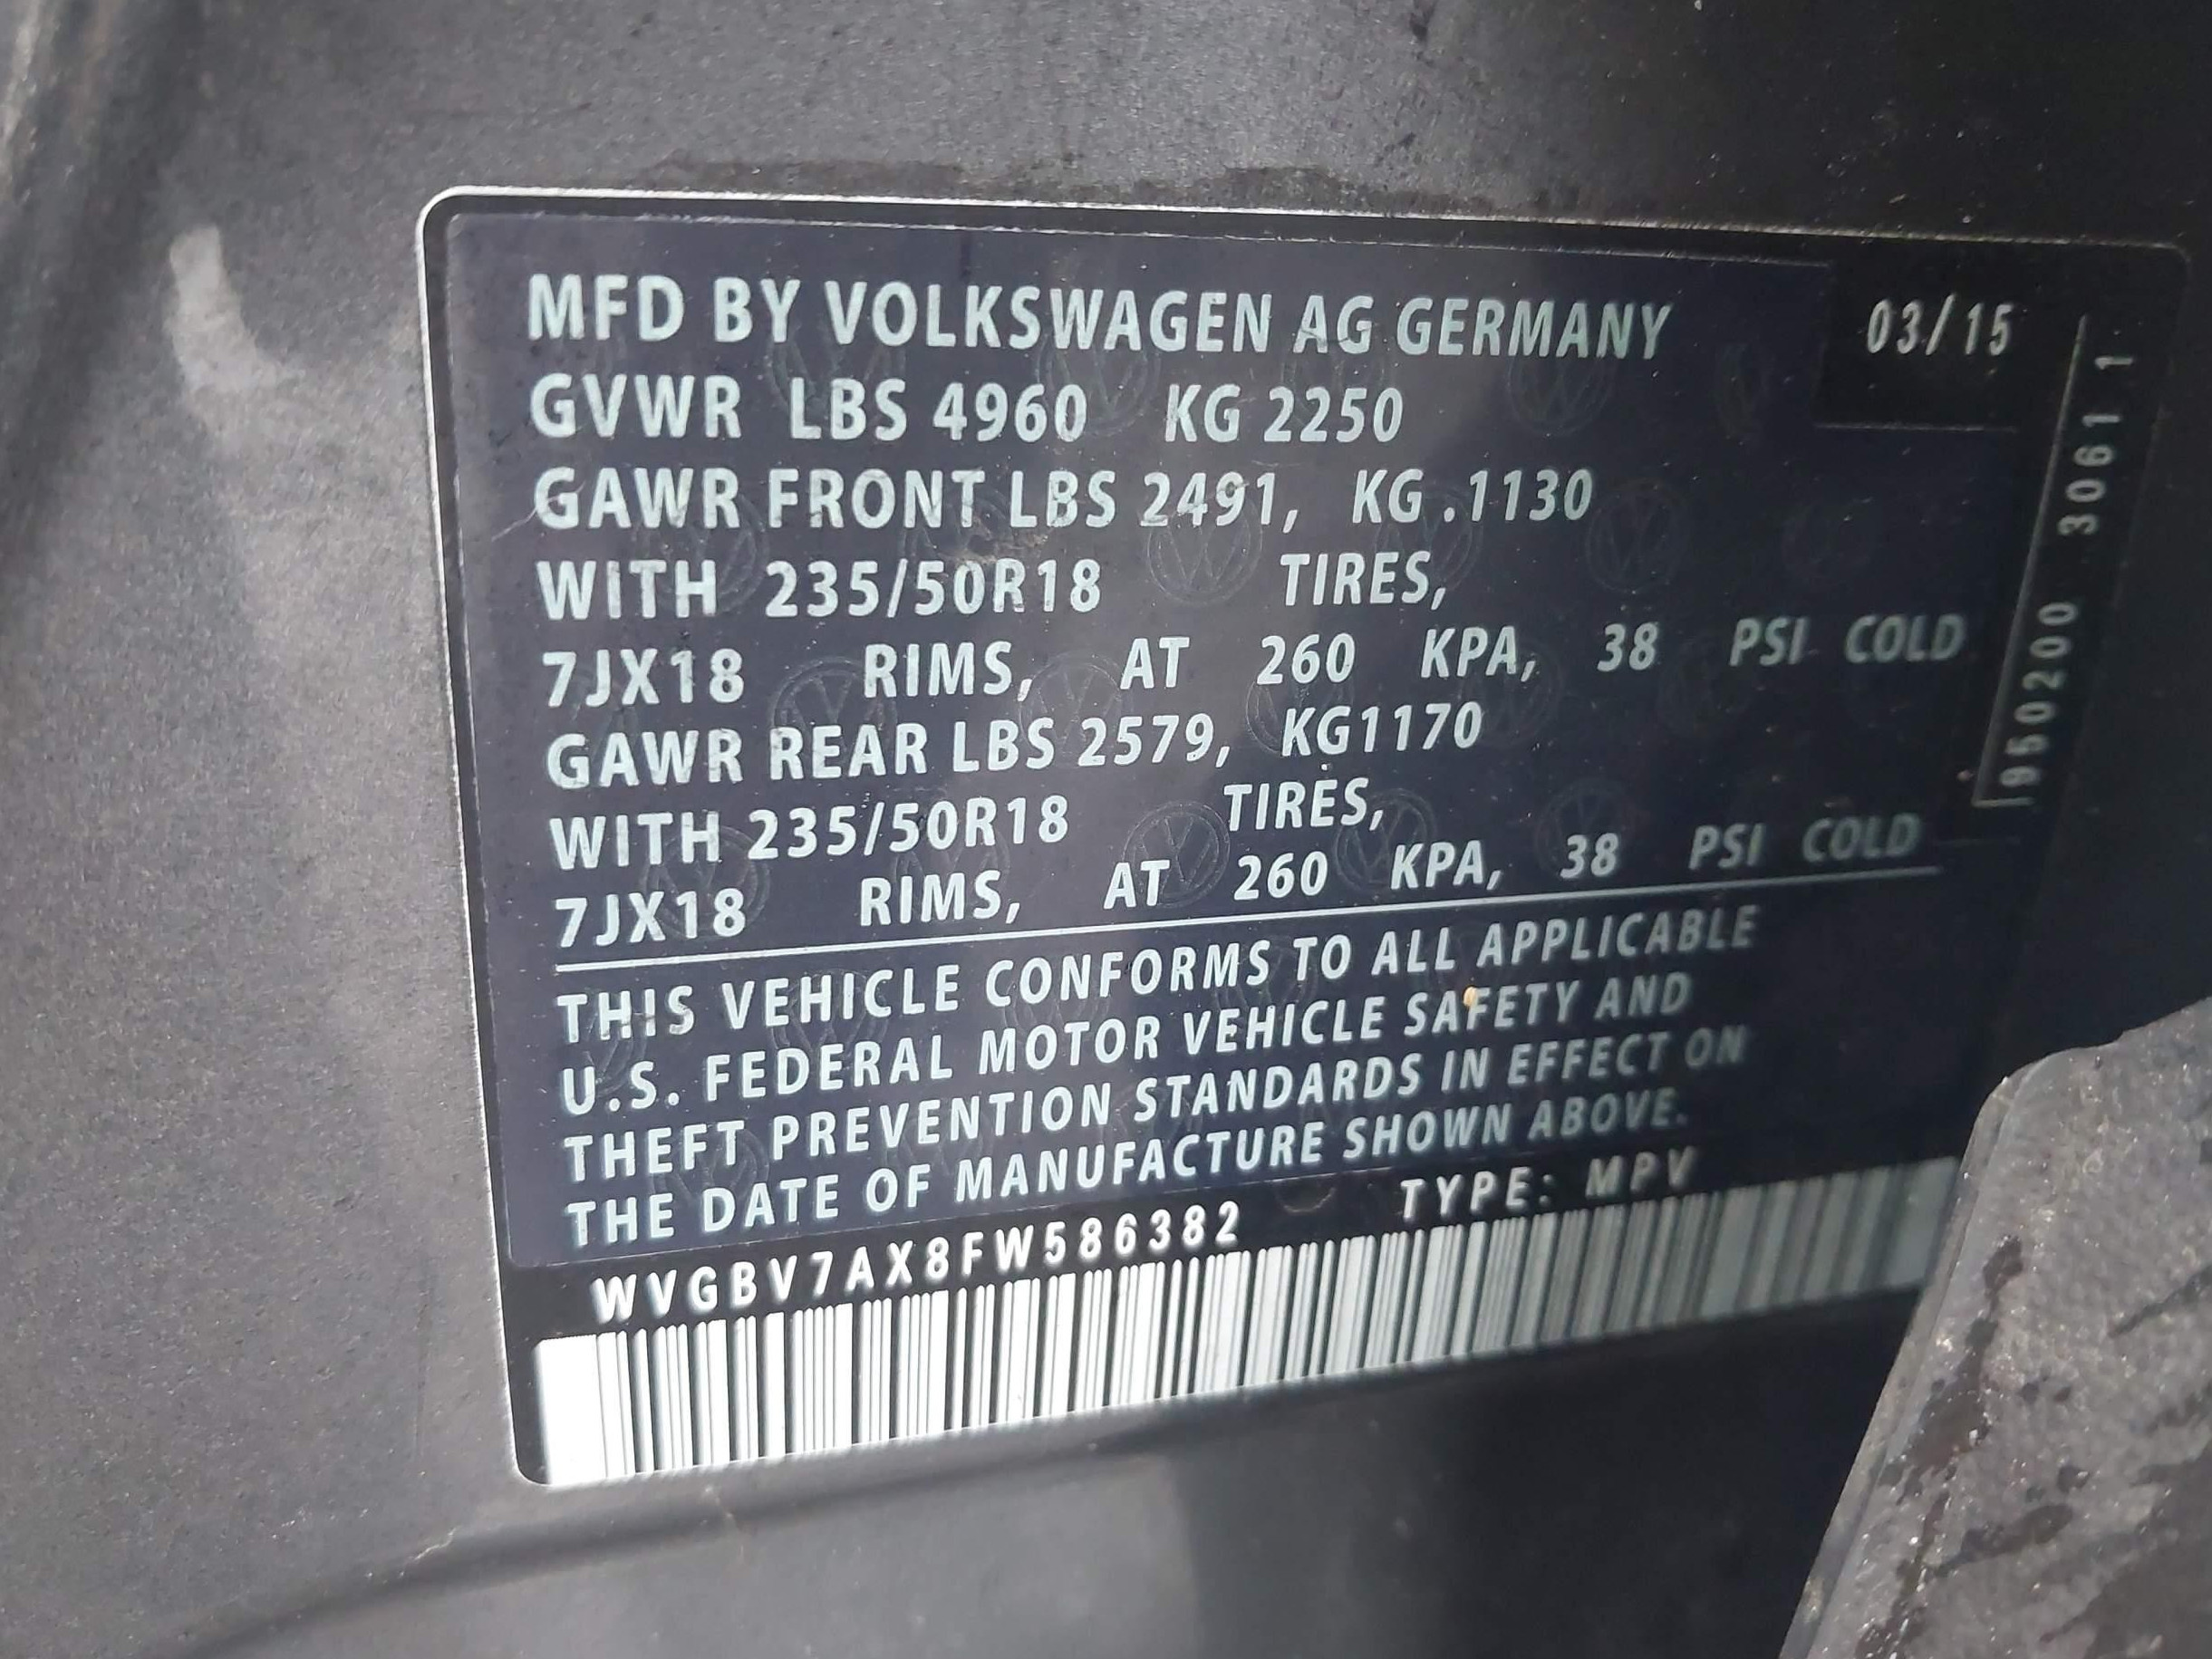 MFD BY VOLKSWAGEN AG GERMANY 03/15
GVWR LBS 4960 KG 2250
GAWR FRONT LBS 2491, KG .1130
WITH 235/50R18 TIRES,
7JX18 RIMS, AT 260 KPA, 38 PSI COLD
GAWR REAR LBS 2579, KG1170
WITH 235/50R18 TIRES,
7JX18 RIMS, AT 260 KPA, 38 PSI COLD
THIS VEHICLE CONFORMS TO ALL APPLICABLE
U.S. FEDERAL MOTOR VEHICLE SAFETY AND
THEFT PREVENTION STANDARDS IN EFFECT ON
THE DATE OF MANUFACTURE SHOWN ABOVE.
WVGBV7AX8FW586382 TYPE: MPV
950200 3061 1